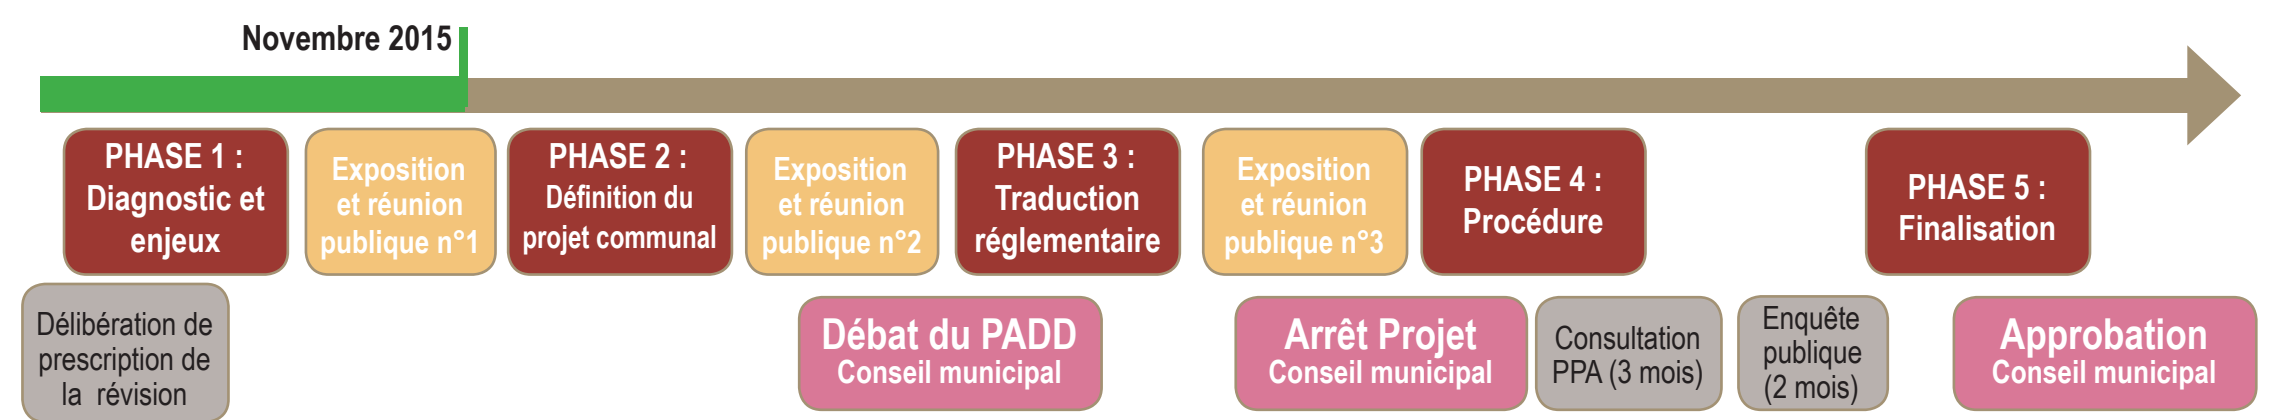 Novembre 2015
PHASE 1 :
Diagnostic et
enjeux
Exposition
et réunion
publique n°1
PHASE 2 :
Définition du
projet communal
Exposition
et réunion
publique n°2
PHASE 3 :
Traduction
réglementaire
Exposition
et réunion
publique n°3
PHASE 4 :
Procédure
PHASE 5 :
Finalisation
Délibération de
prescription de
la révision
Débat du PADD
Conseil municipal
Arrêt Projet
Conseil municipal
Consultation
PPA (3 mois)
Enquête
publique
(2 mois)
Approbation
Conseil municipal